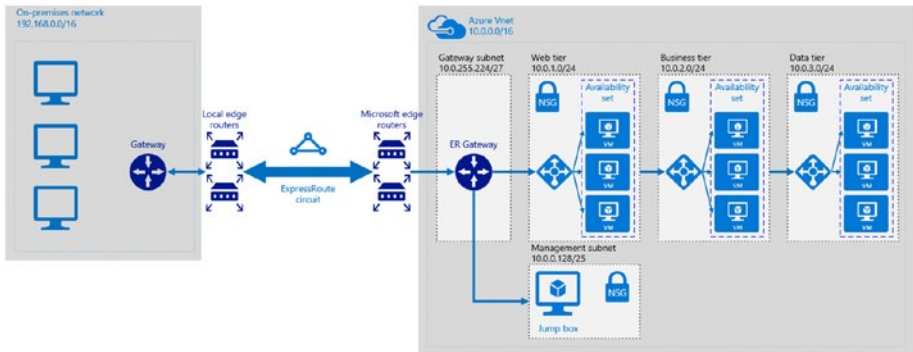 On-premises network
192.168.0.0/16
Gateway
Local edge
routers
ExpressRoute
circuit
Microsoft edge
routers
Azure Vnet
10.0.0.0/16
Gateway subnet
10.0.255.224/27
ER Gateway
Web tier
10.0.1.0/24
NSG
Availability
set
VM
VM
VM
Business tier
10.0.2.0/24
NSG
Availability
set
VM
VM
VM
Data tier
10.0.3.0/24
NSG
Availability
set
VM
VM
VM
Management subnet
10.0.0.128/25
NSG
Jump box